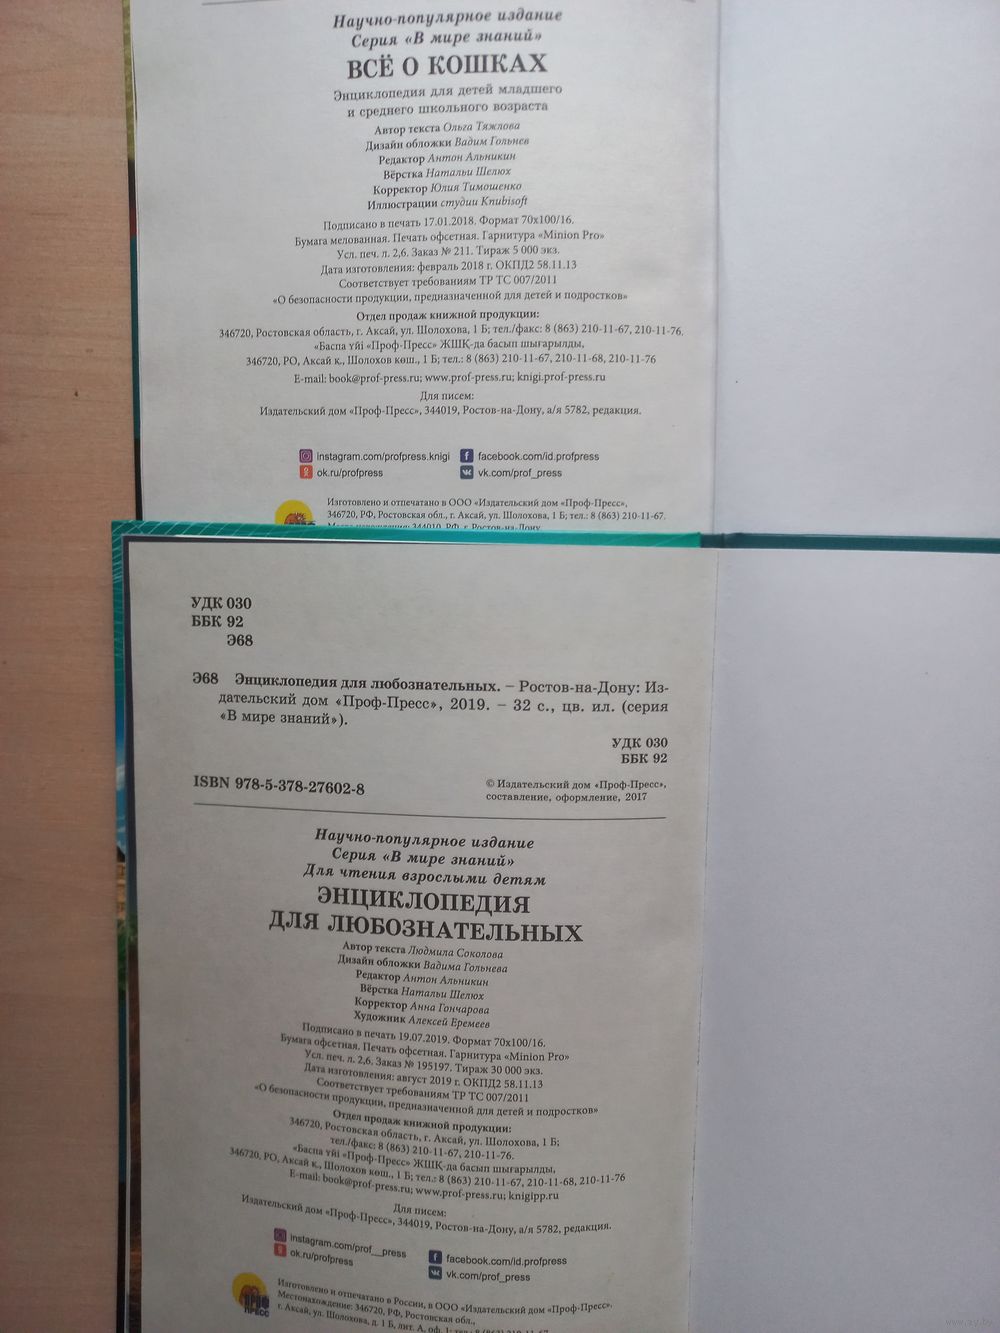 Научно-популярное издание
Серия «В мире знаний»
ВСЁ О КОШКАХ
Энциклопедия для детей младшего
и среднего школьного возраста
Автор текста Ольга Тяжлова
Дизайн обложки Вадим Гольнев
Редактор Антон Альникин
Вёрстка Натальи Шелюх
Корректор Юлия Тимошенко
Иллюстрации студии Knubisoft
Подписано в печать 17.01.2018. Формат 70х100/16.
Бумага мелованная. Печать офсетная. Гарнитура «Minion Pro»
Усл. печ. л. 2,6. Заказ № 211. Тираж 5 000 экз.
Дата изготовления: февраль 2018 г. ОКПД2 58.11.13
Соответствует требованиям ТР ТС 007/2011
«О безопасности продукции, предназначенной для детей и подростков»
Отдел продаж книжной продукции:
346720, Ростовская область, г. Аксай, ул. Шолохова, 1 Б; тел./факс: 8 (863) 210-11-67, 210-11-76.
«Баспа үйі «Проф-Пресс» ЖШҚ-да басып шығарылды,
346720, РО, Аксай қ., Шолохов көш., 1 Б; тел.: 8 (863) 210-11-67, 210-11-68, 210-11-76
E-mail: book@prof-press.ru; www.prof-press.ru; knigi.prof-press.ru
Для писем:
Издательский дом «Проф-Пресс», 344019, Ростов-на-Дону, а/я 5782, редакция.
instagram.com/profpress.knigi facebook.com/id.profpress
ok.ru/profpress vk.com/prof_press
Изготовлено и отпечатано в ООО «Издательский дом «Проф-Пресс»,
346720, РФ, Ростовская обл., г. Аксай, ул. Шолохова, 1 Б; тел.: 8 (863) 210-11-67.
Местонахождение: 344010, РФ, г. Ростов-на-Дону
УДК 030
ББК 92
Э68
Э68 Энциклопедия для любознательных. – Ростов-на-Дону: Из-
дательский дом «Проф-Пресс», 2019. – 32 с., цв. ил. (серия
«В мире знаний»).
УДК 030
ББК 92
ISBN 978-5-378-27602-8
© Издательский дом «Проф-Пресс»,
составление, оформление, 2017
Научно-популярное издание
Серия «В мире знаний»
Для чтения взрослыми детям
ЭНЦИКЛОПЕДИЯ
ДЛЯ ЛЮБОЗНАТЕЛЬНЫХ
Автор текста Людмила Соколова
Дизайн обложки Вадима Гольнева
Редактор Антон Альникин
Вёрстка Натальи Шелюх
Корректор Анна Гончарова
Художник Алексей Еремеев
Подписано в печать 19.07.2019. Формат 70х100/16.
Бумага офсетная. Печать офсетная. Гарнитура «Minion Pro»
Усл. печ. л. 2,6. Заказ № 195197. Тираж 30 000 экз.
Дата изготовления: август 2019 г. ОКПД2 58.11.13
Соответствует требованиям ТР ТС 007/2011
«О безопасности продукции, предназначенной для детей и подростков»
Отдел продаж книжной продукции:
346720, Ростовская область, г. Аксай, ул. Шолохова, 1 Б;
тел./факс: 8 (863) 210-11-67, 210-11-76.
«Баспа үйі «Проф-Пресс» ЖШҚ-да басып шығарылды,
346720, РО, Аксай қ., Шолохов көш., 1 Б; тел.: 8 (863) 210-11-67, 210-11-68, 210-11-76
E-mail: book@prof-press.ru; www.prof-press.ru; knigipp.ru
Для писем:
Издательский дом «Проф-Пресс», 344019, Ростов-на-Дону, а/я 5782, редакция.
instagram.com/prof__press facebook.com/id.profpress
ok.ru/profpress vk.com/prof_press
ПРОФ
ПРЕСС
Изготовлено и отпечатано в России, в ООО «Издательский дом «Проф-Пресс».
Местонахождение: 346720, РФ, Ростовская обл.,
г. Аксай, ул. Шолохова, д. 1 Б, лит. А, оф. 1;